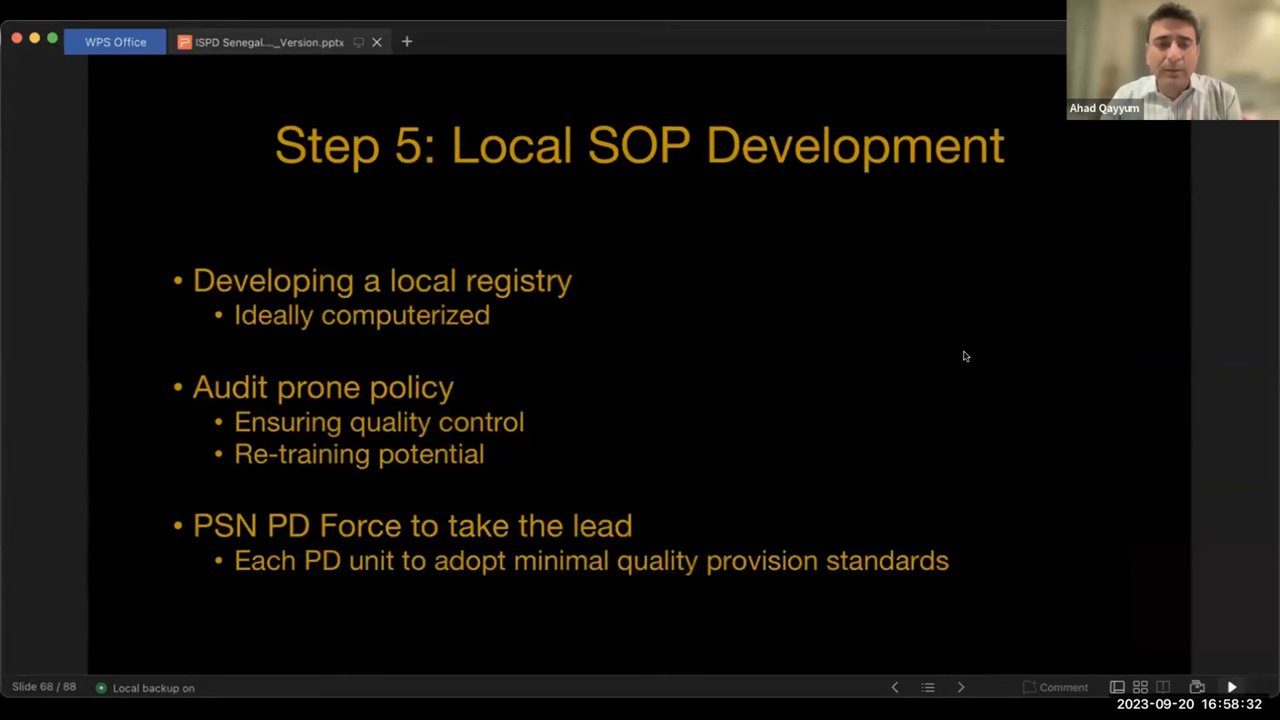 WPS Office
ISPD Senegal..._Version.pptx
Ahad Qayyum
Step 5: Local SOP Development
• Developing a local registry
• Ideally computerized
• Audit prone policy
• Ensuring quality control
• Re-training potential
• PSN PD Force to take the lead
• Each PD unit to adopt minimal quality provision standards
Slide 68 / 88
Local backup on
Comment
2023-09-20 16:58:32